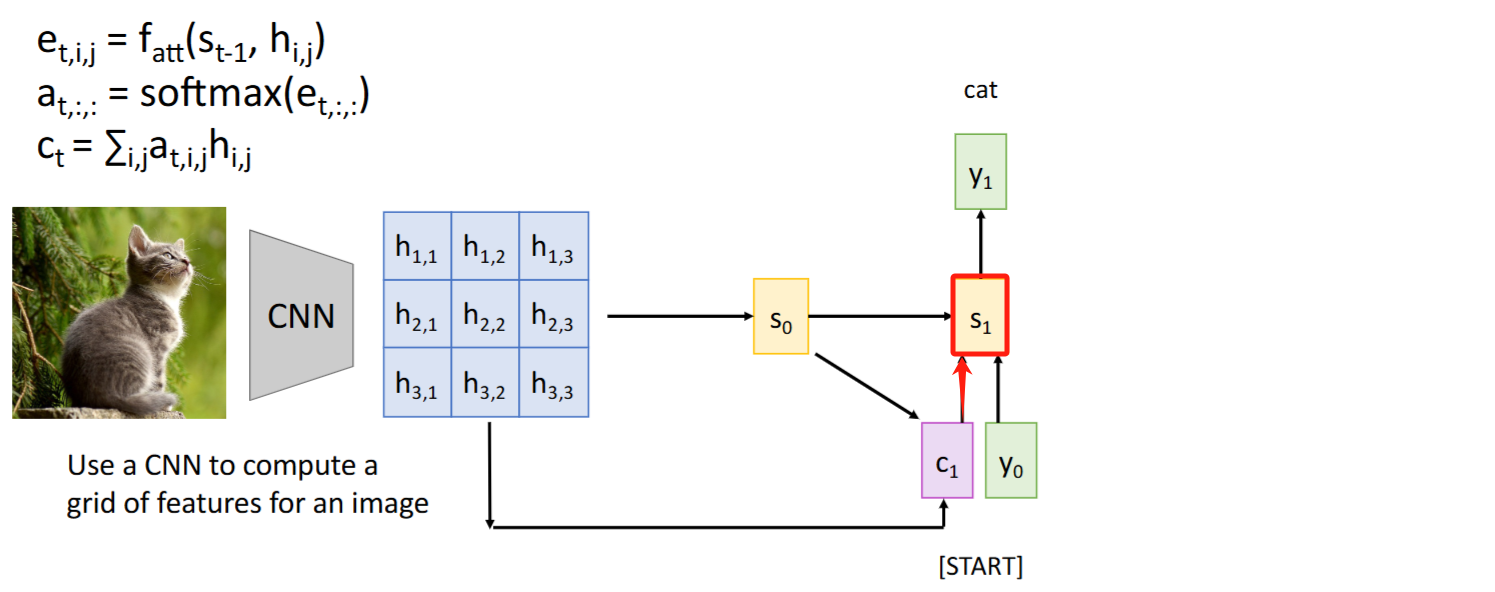 e_{t,i,j} = f_{att}(s_{t-1}, h_{i,j})
a_{t,:,:} = softmax(e_{t,:,:})
c_t = ∑_{i,j}a_{t,i,j}h_{i,j}
cat
y_1
CNN
h_{1,1} h_{1,2} h_{1,3}
h_{2,1} h_{2,2} h_{2,3}
h_{3,1} h_{3,2} h_{3,3}
s_0
s_1
c_1
y_0
Use a CNN to compute a
grid of features for an image
[START]